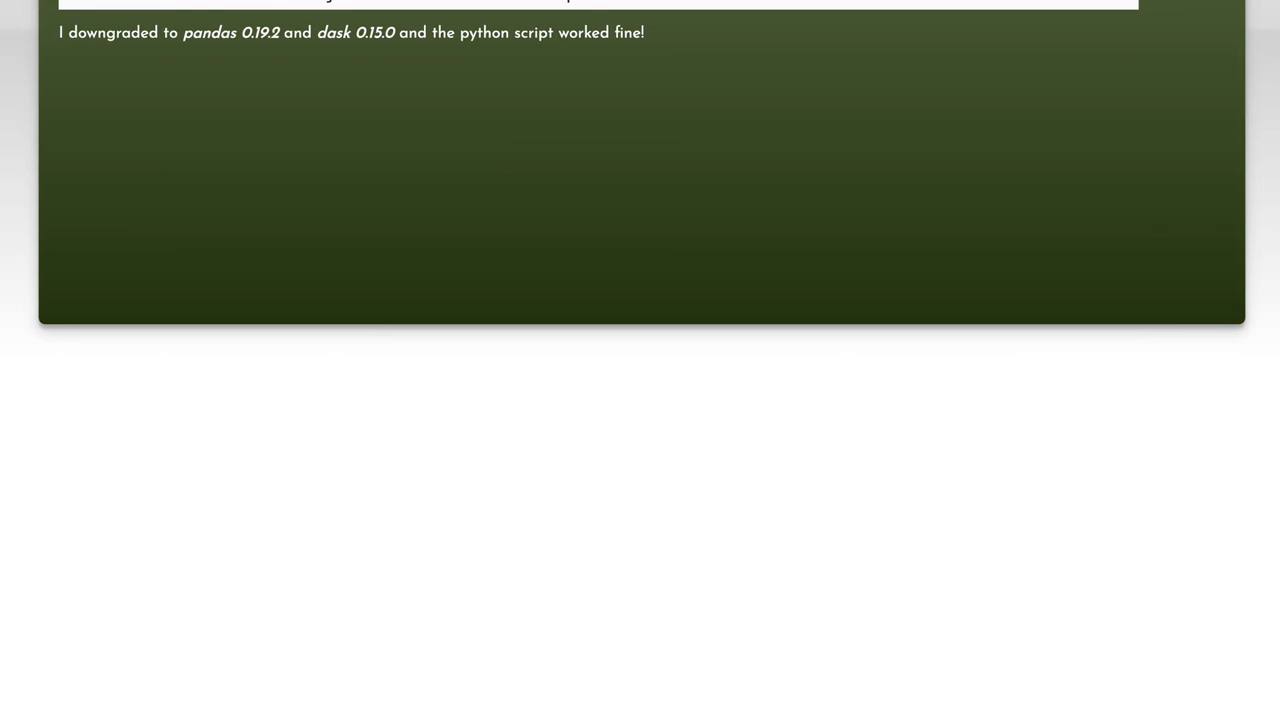 I downgraded to pandas 0.19.2 and dask 0.15.0 and the python script worked fine!